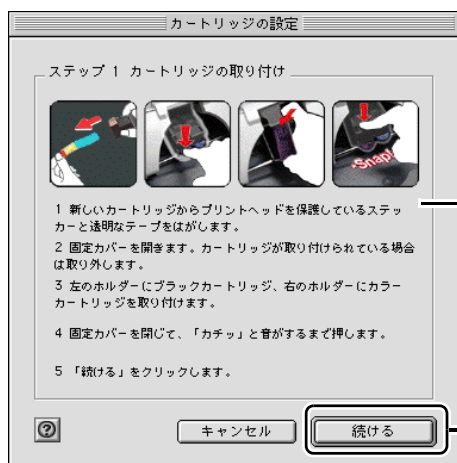 カートリッジの設定
ステップ 1 カートリッジの取り付け
Snap!
1 新しいカートリッジからプリントヘッドを保護しているステッ
カーと透明なテープをはがします。
2 固定カバーを開きます。カートリッジが取り付けられている場合
は取り外します。
3 左のホルダーにブラックカートリッジ、右のホルダーにカラー
カートリッジを取り付けます。
4 固定カバーを閉じて、「カチッ」と音がするまで押します。
5 「続ける」をクリックします。
?
キャンセル
続ける